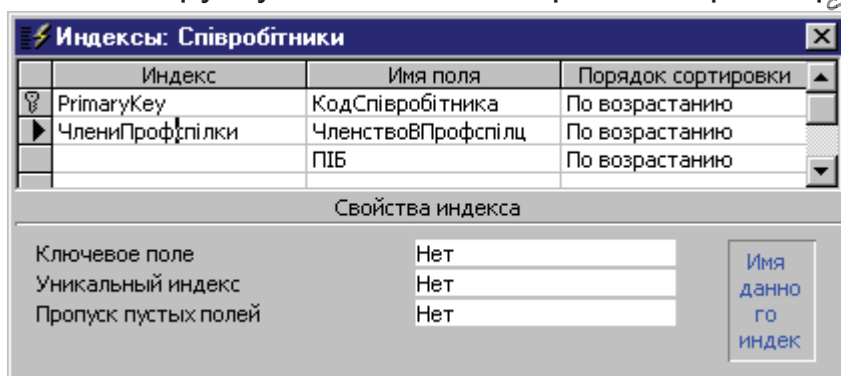 Индексы: Співробітники
Индекс Имя поля Порядок сортировки
PrimaryKey КодСпівробітника По возрастанию
ЧлениПрофспілки ЧленствоВПрофспілц По возрастанию
ПІБ По возрастанию
Свойства индекса
Ключевое поле Нет
Уникальный индекс Нет
Пропуск пустых полей Нет
Имя
данно
го
индек